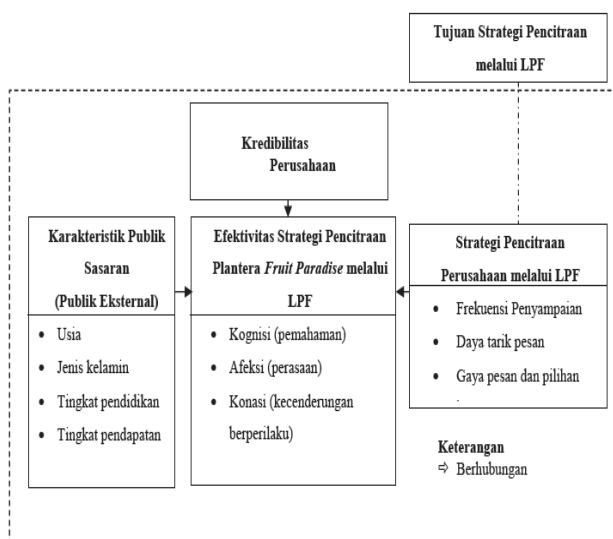 Tujuan Strategi Pencitraan
melalui LPF
Kredibilitas
Perusahaan
Karakteristik Publik
Sasaran
(Publik Eksternal)
• Usia
• Jenis kelamin
• Tingkat pendidikan
• Tingkat pendapatan
Efektivitas Strategi Pencitraan
Plantera Fruit Paradise melalui
LPF
• Kognisi (pemahaman)
• Afeksi (perasaan)
• Konasi (kecenderungan
berperilaku)
Strategi Pencitraan
Perusahaan melalui LPF
• Frekuensi Penyampaian
• Daya tarik pesan
• Gaya pesan dan pilihan
Keterangan
⇨ Berhubungan